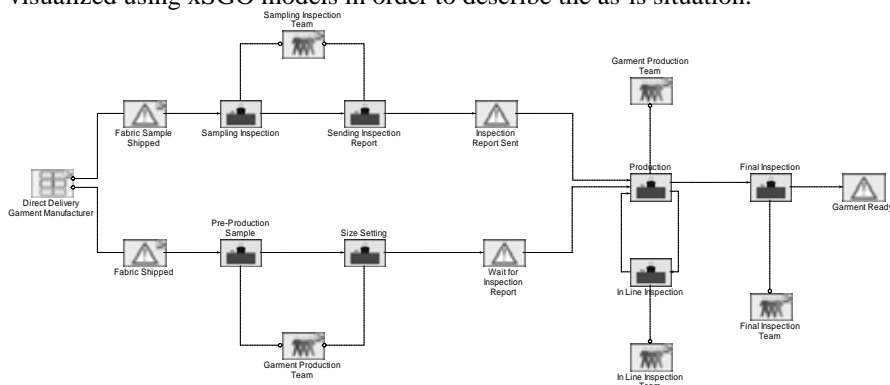 visualized using xSGO models in order to describe the as-is situation.
Sampling Inspection
Team
Garment Production
Team
Fabric Sample
Shipped
Sampling Inspection
Sending Inspection
Report
Inspection
Report Sent
Production
Final Inspection
Direct Delivery
Garment Manufacturer
Garment Ready
Pre-Production
Sample
Size Setting
Fabric Shipped
Wait for
Inspection
Report
In Line Inspection
Final Inspection
Team
Garment Production
Team
In Line Inspection
Team